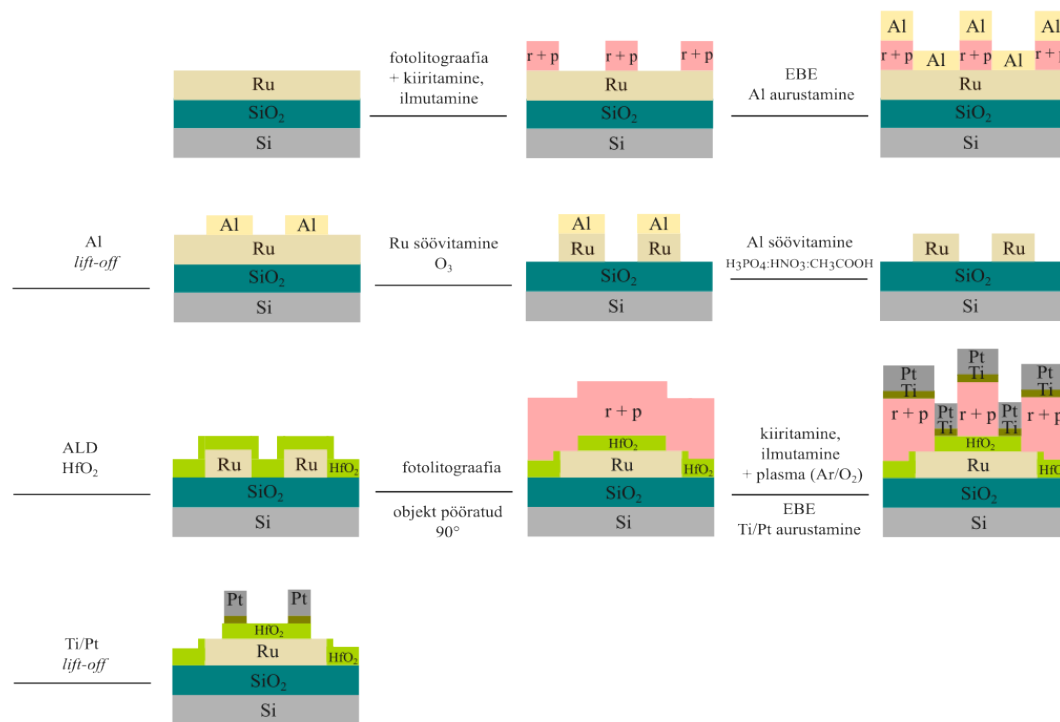 Ru
SiO₂
Si
fotolitograafia
+ kiiritamine,
ilmutamine
r + p r + p r + p
Ru
SiO₂
Si
EBE
Al aurustamine
Al Al Al
r + p r + p r + p
Al Al
Ru
SiO₂
Si
Al
lift-off
Al Al
Ru
SiO₂
Si
Ru söövitamine
O₃
Al Al
Ru Ru
SiO₂
Si
Al söövitamine
H₃PO₄:HNO₃:CH₃COOH
Ru Ru
SiO₂
Si
ALD
HfO₂
Ru Ru HfO₂
SiO₂
Si
fotolitograafia
objekt pööratud
90°
r + p
HfO₂
Ru HfO₂
SiO₂
Si
kiiritamine,
ilmutamine
+ plasma (Ar/O₂)
EBE
Ti/Pt aurustamine
Pt Pt Pt
Ti Ti Ti
r + p Pt r + p Pt r + p
Ti Ti
HfO₂
Ru HfO₂
SiO₂
Si
Ti/Pt
lift-off
Pt Pt
HfO₂
Ru HfO₂
SiO₂
Si